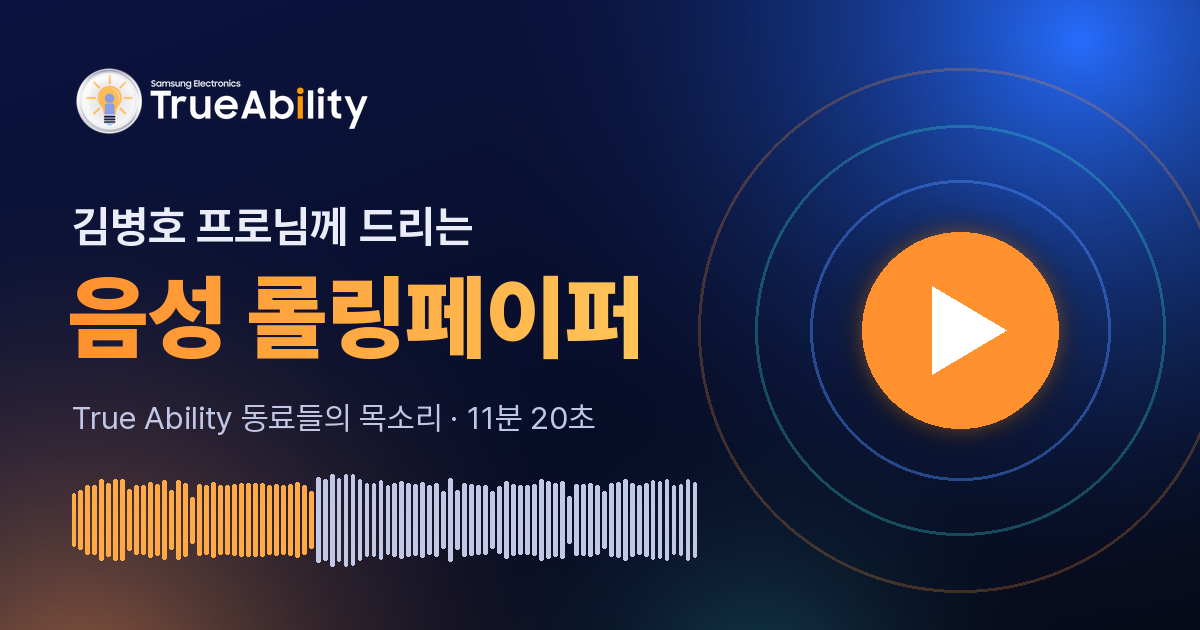 Samsung Electronics
TrueAbility
김병호 프로님께 드리는
음성 롤링페이퍼
True Ability 동료들의 목소리 · 11분 20초